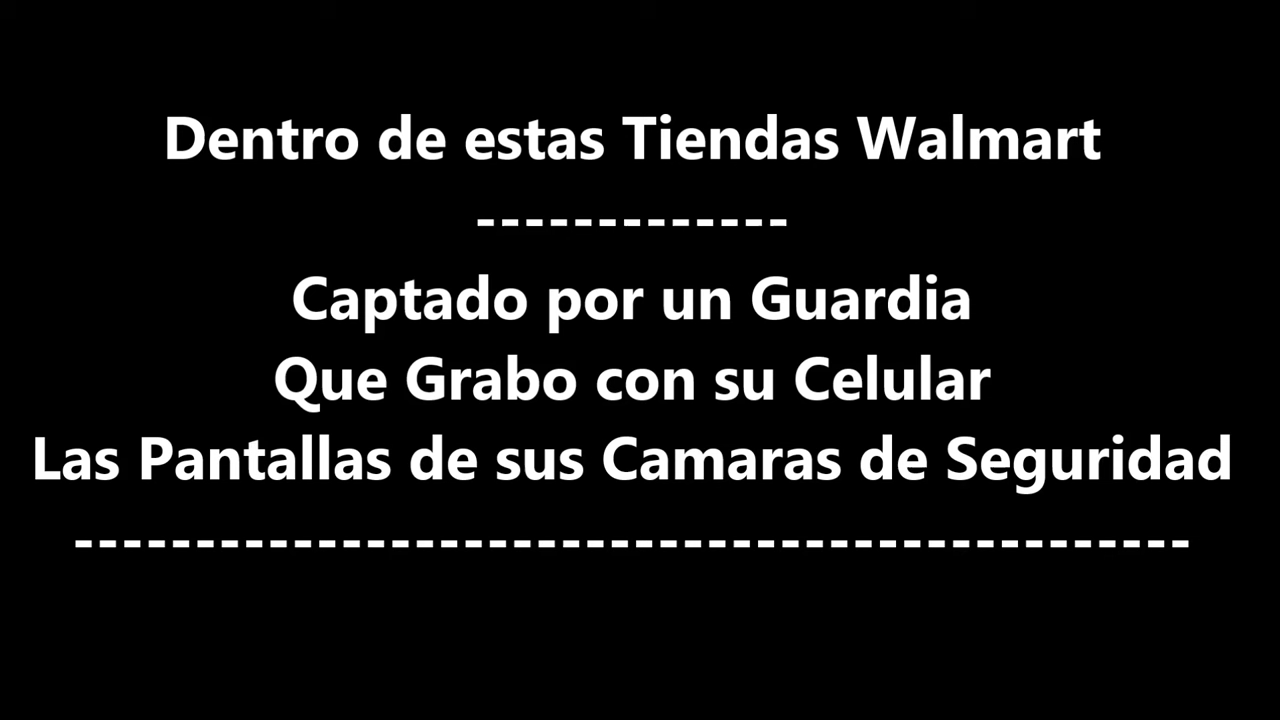 Dentro de estas Tiendas Walmart
-------------
Captado por un Guardia
Que Grabo con su Celular
Las Pantallas de sus Camaras de Seguridad
----------------------------------------------